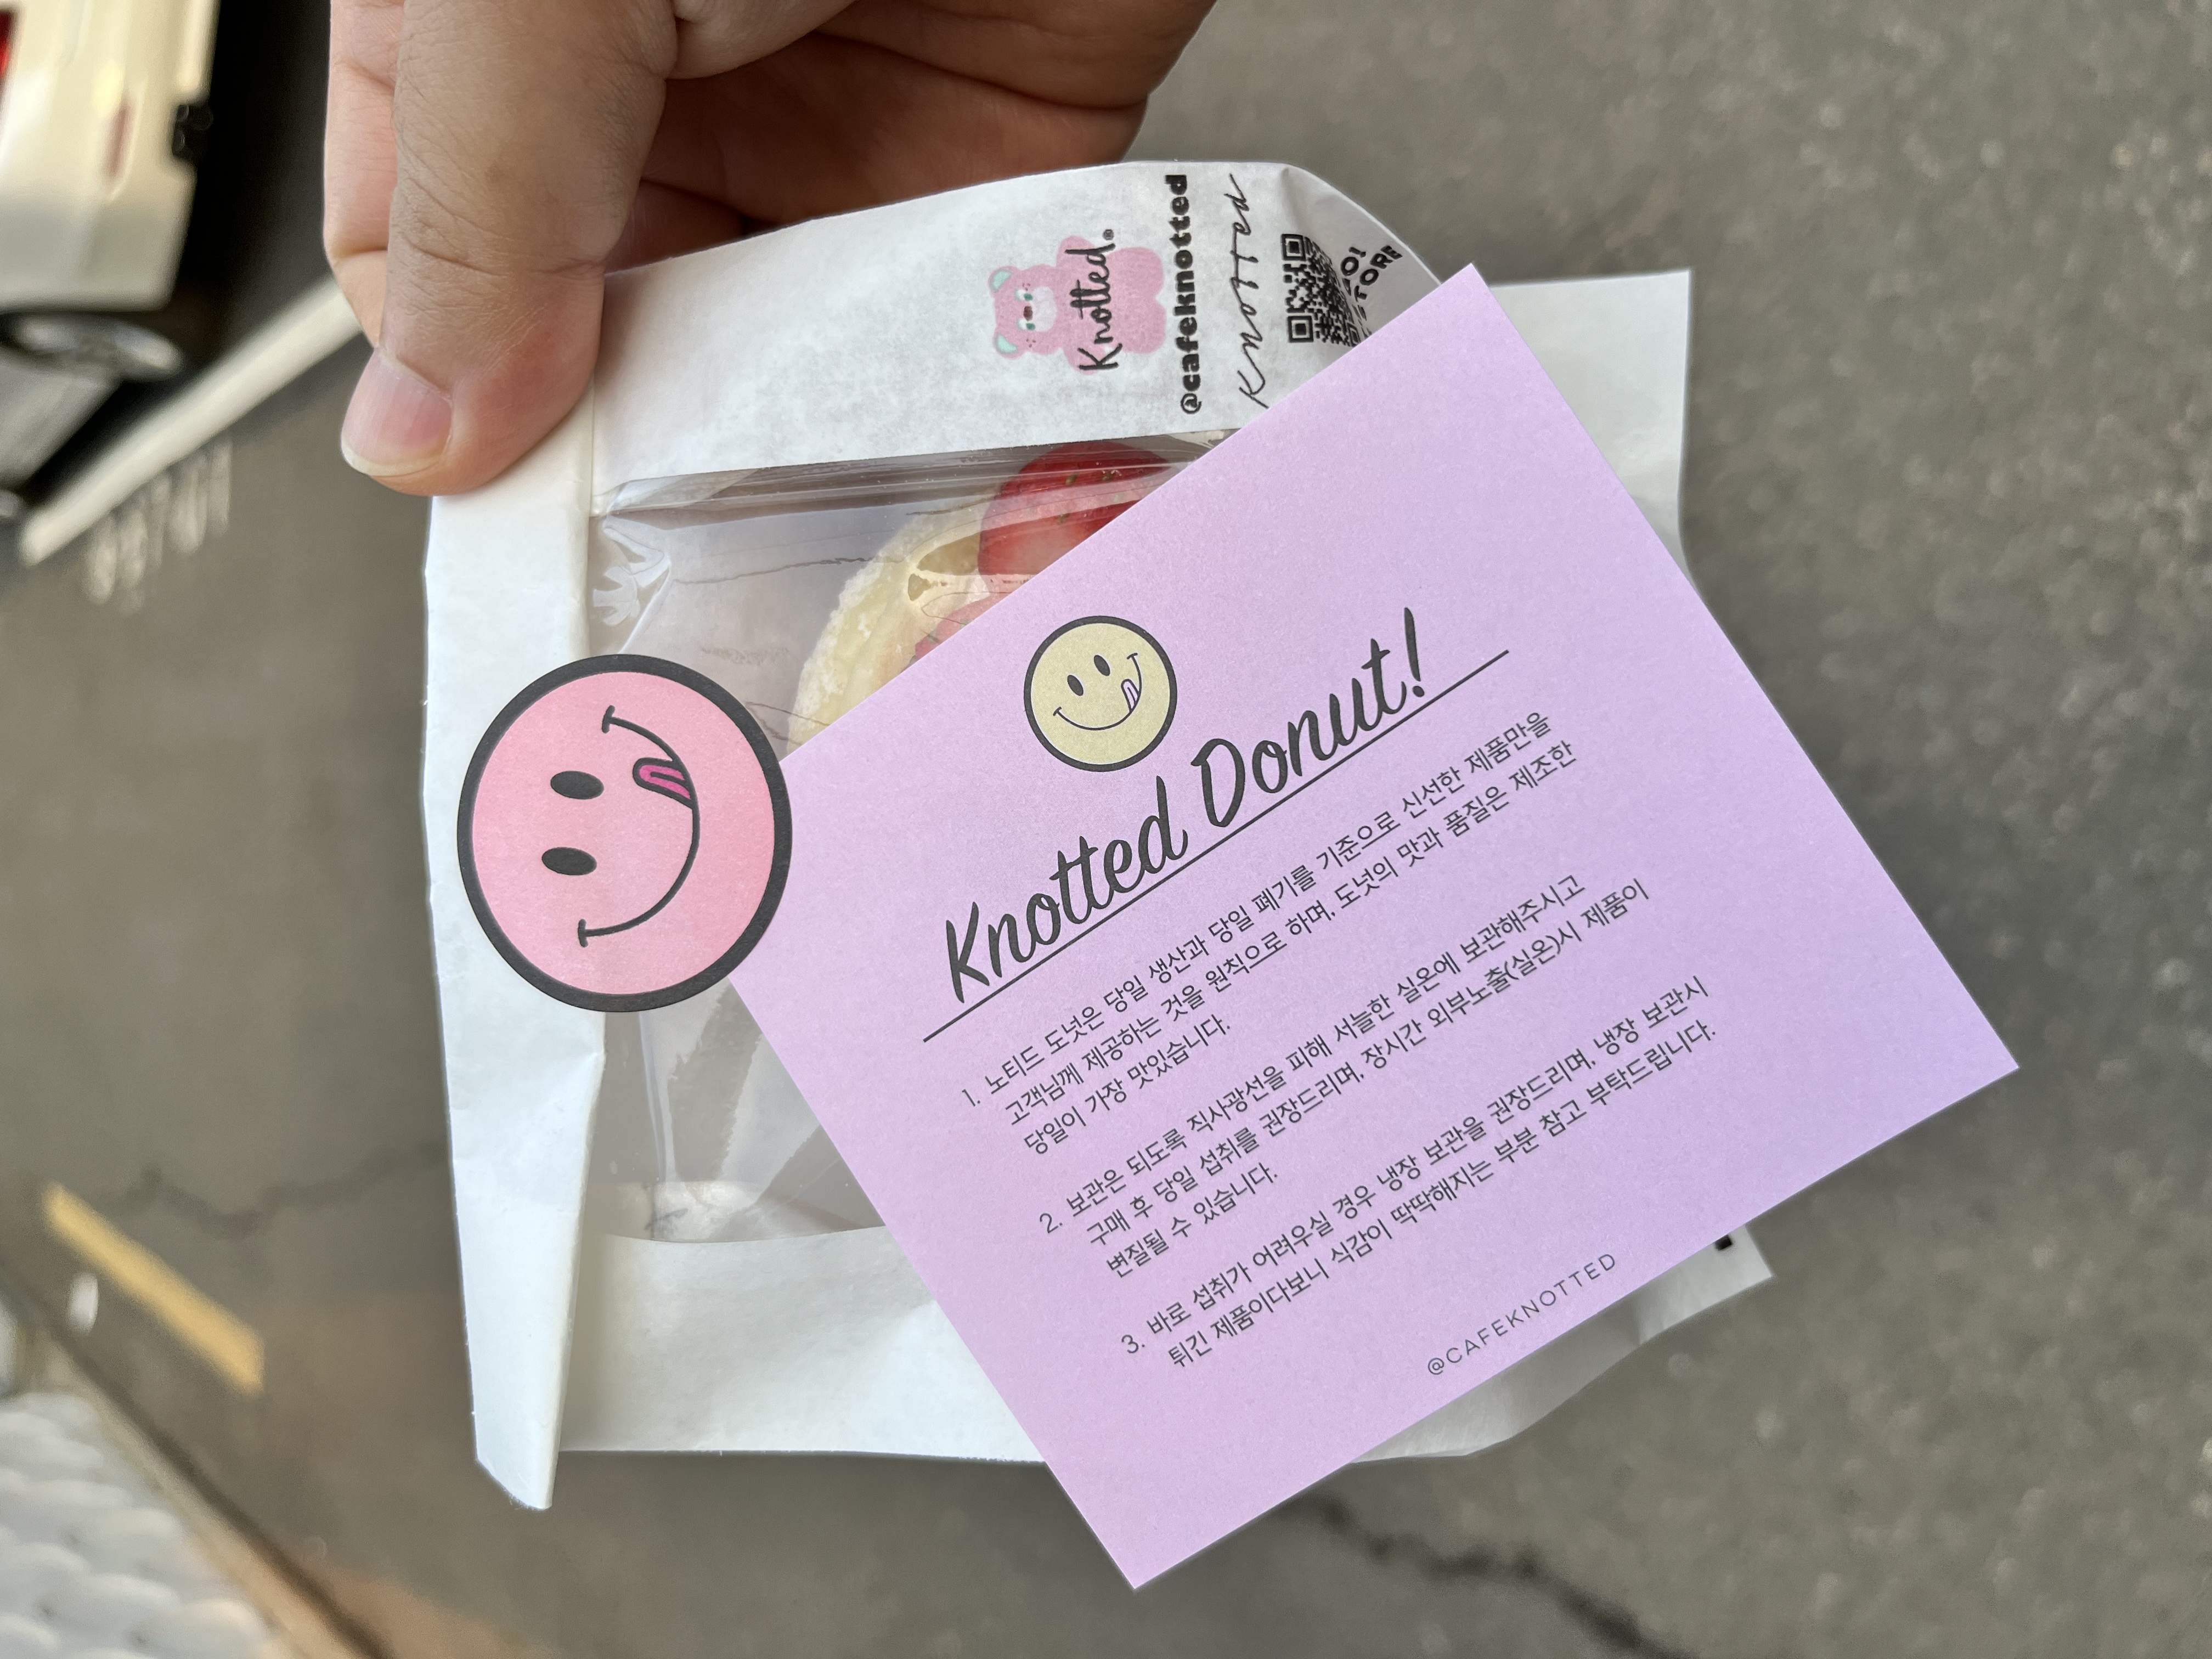 Knotted Donut!
1. 노티드 도넛은 당일 생산과 당일 폐기를 기준으로 신선한 제품만을
고객님께 제공하는 것을 원칙으로 하며, 도넛의 맛과 품질은 제조한
당일이 가장 맛있습니다.
2. 보관은 되도록 직사광선을 피해 서늘한 실온에 보관해주시고
구매 후 당일 섭취를 권장드리며, 장시간 외부노출(실온)시 제품이
변질될 수 있습니다.
3. 바로 섭취가 어려우실 경우 냉장 보관을 권장드리며, 냉장 보관시
튀긴 제품이다보니 식감이 딱딱해지는 부분 참고 부탁드립니다.
@CAFEKNOTTED
Knotted®
@cafeknotted
Knotted